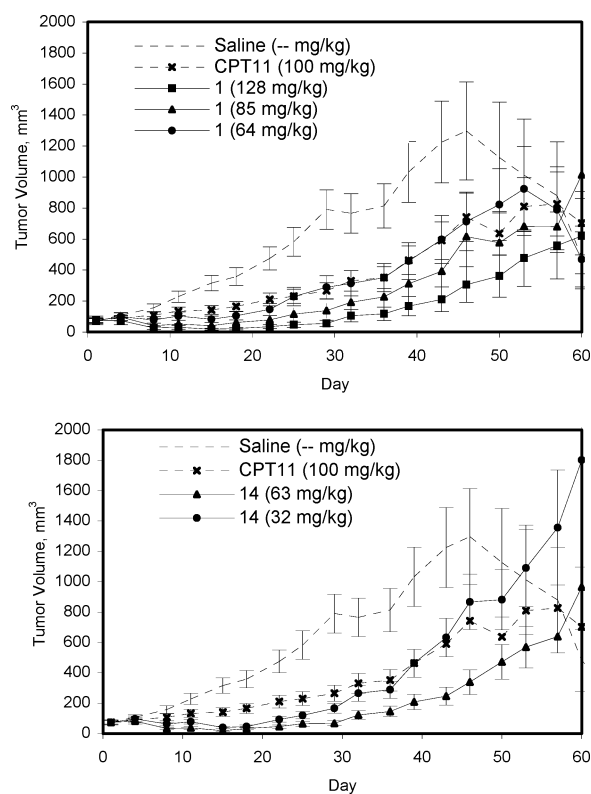 2000
1800
1600
1400
1200
1000
800
600
400
200
0
Tumor Volume, mm3
Saline (-- mg/kg)
CPT11 (100 mg/kg)
1 (128 mg/kg)
1 (85 mg/kg)
1 (64 mg/kg)
0 10 20 30 40 50 60
Day
2000
1800
1600
1400
1200
1000
800
600
400
200
0
Tumor Volume, mm3
Saline (-- mg/kg)
CPT11 (100 mg/kg)
14 (63 mg/kg)
14 (32 mg/kg)
0 10 20 30 40 50 60
Day